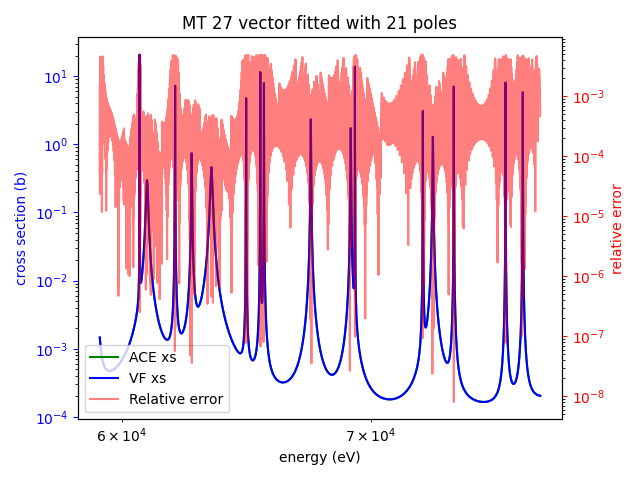 MT 27 vector fitted with 21 poles
10¹
10⁰
10⁻¹
10⁻²
10⁻³
10⁻⁴
cross section (b)
10⁻³
10⁻⁴
10⁻⁵
10⁻⁶
10⁻⁷
10⁻⁸
relative error
ACE xs
VF xs
Relative error
6 × 10⁴
7 × 10⁴
energy (eV)